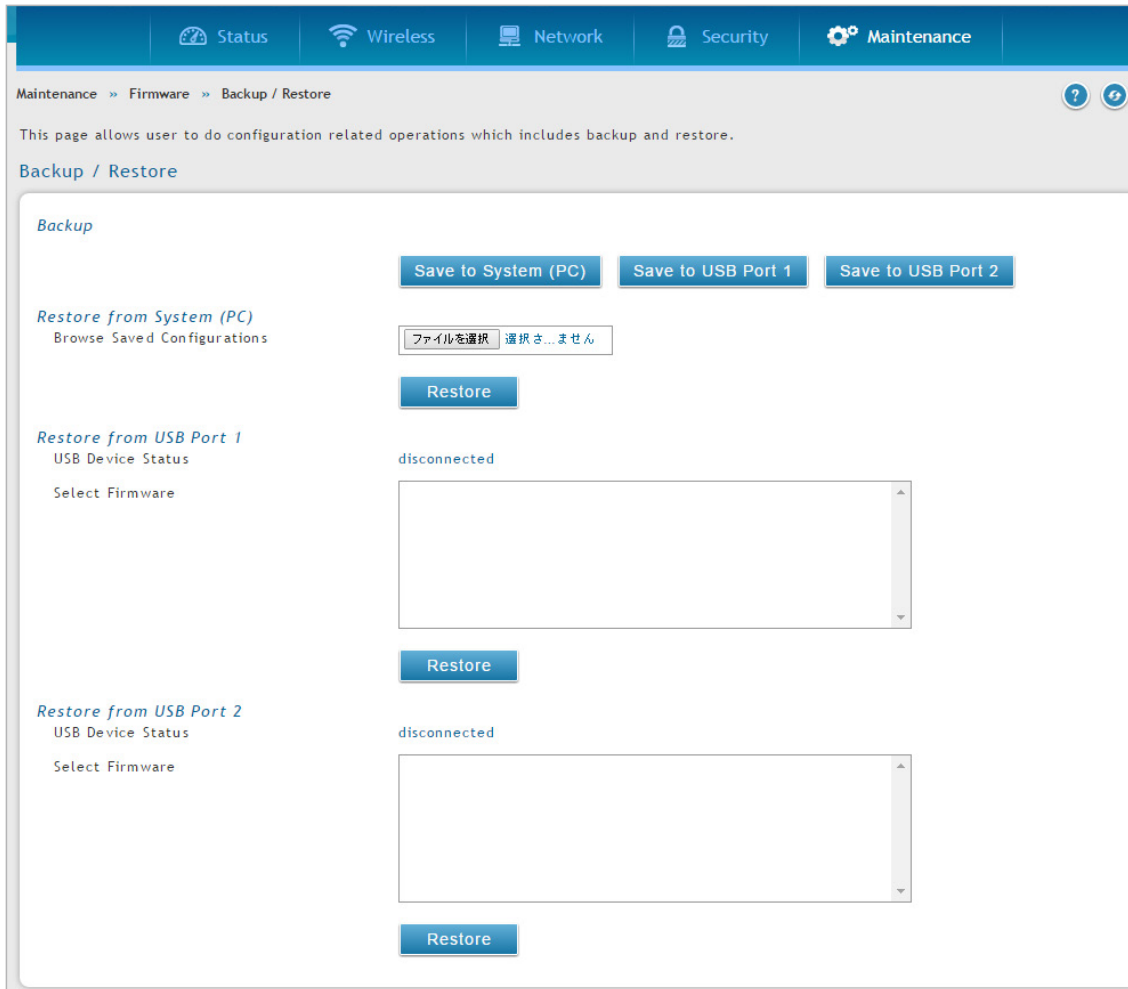 Status Wireless Network Security Maintenance
Maintenance » Firmware » Backup / Restore
?
This page allows user to do configuration related operations which includes backup and restore.
Backup / Restore
Backup
Save to System (PC) Save to USB Port 1 Save to USB Port 2
Restore from System (PC)
Browse Saved Configurations ファイルを選択 選択さ...ません
Restore
Restore from USB Port 1
USB Device Status disconnected
Select Firmware
Restore
Restore from USB Port 2
USB Device Status disconnected
Select Firmware
Restore